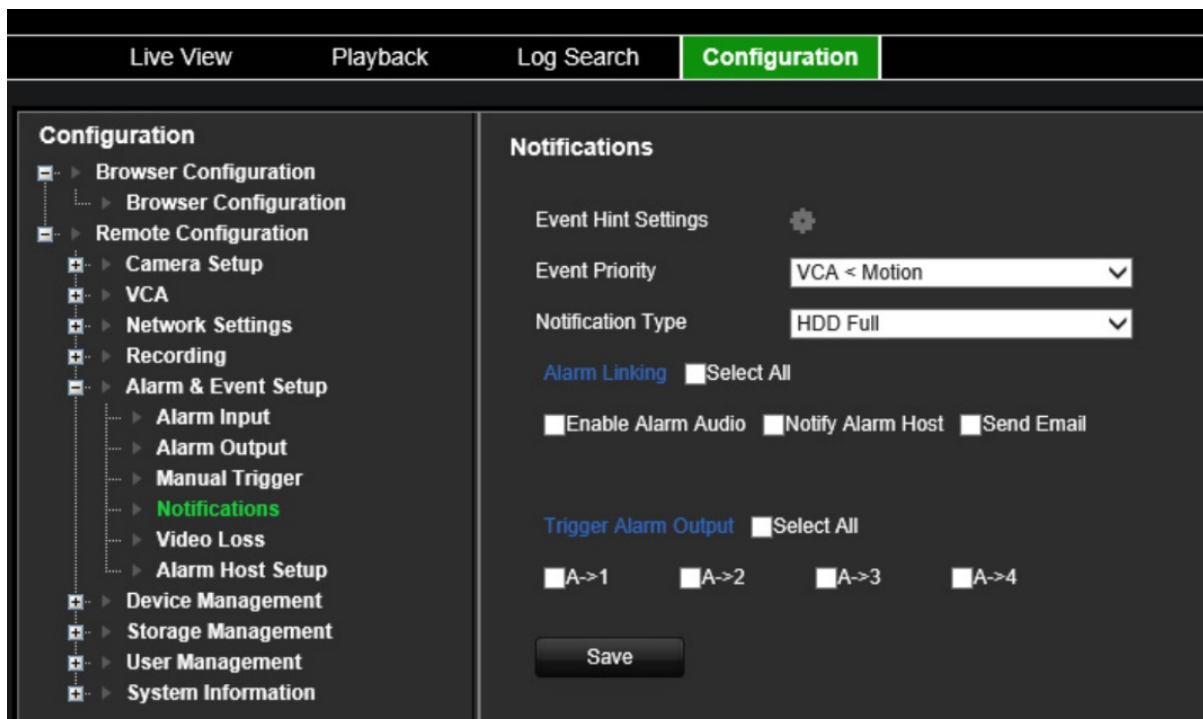 Live View Playback Log Search Configuration
Configuration
Browser Configuration
Browser Configuration
Remote Configuration
Camera Setup
VCA
Network Settings
Recording
Alarm & Event Setup
Alarm Input
Alarm Output
Manual Trigger
Notifications
Video Loss
Alarm Host Setup
Device Management
Storage Management
User Management
System Information
Notifications
Event Hint Settings
Event Priority VCA < Motion
Notification Type HDD Full
Alarm Linking Select All
Enable Alarm Audio Notify Alarm Host Send Email
Trigger Alarm Output Select All
A->1 A->2 A->3 A->4
Save